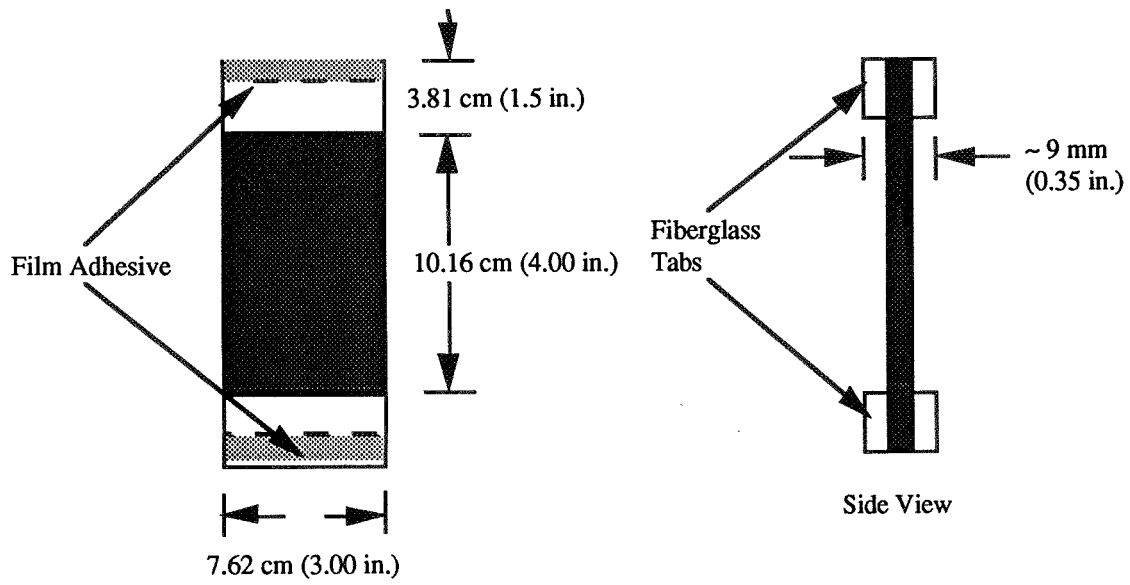 3.81 cm (1.5 in.)
~ 9 mm
(0.35 in.)
Fiberglass
Tabs
Film Adhesive
10.16 cm (4.00 in.)
Side View
7.62 cm (3.00 in.)